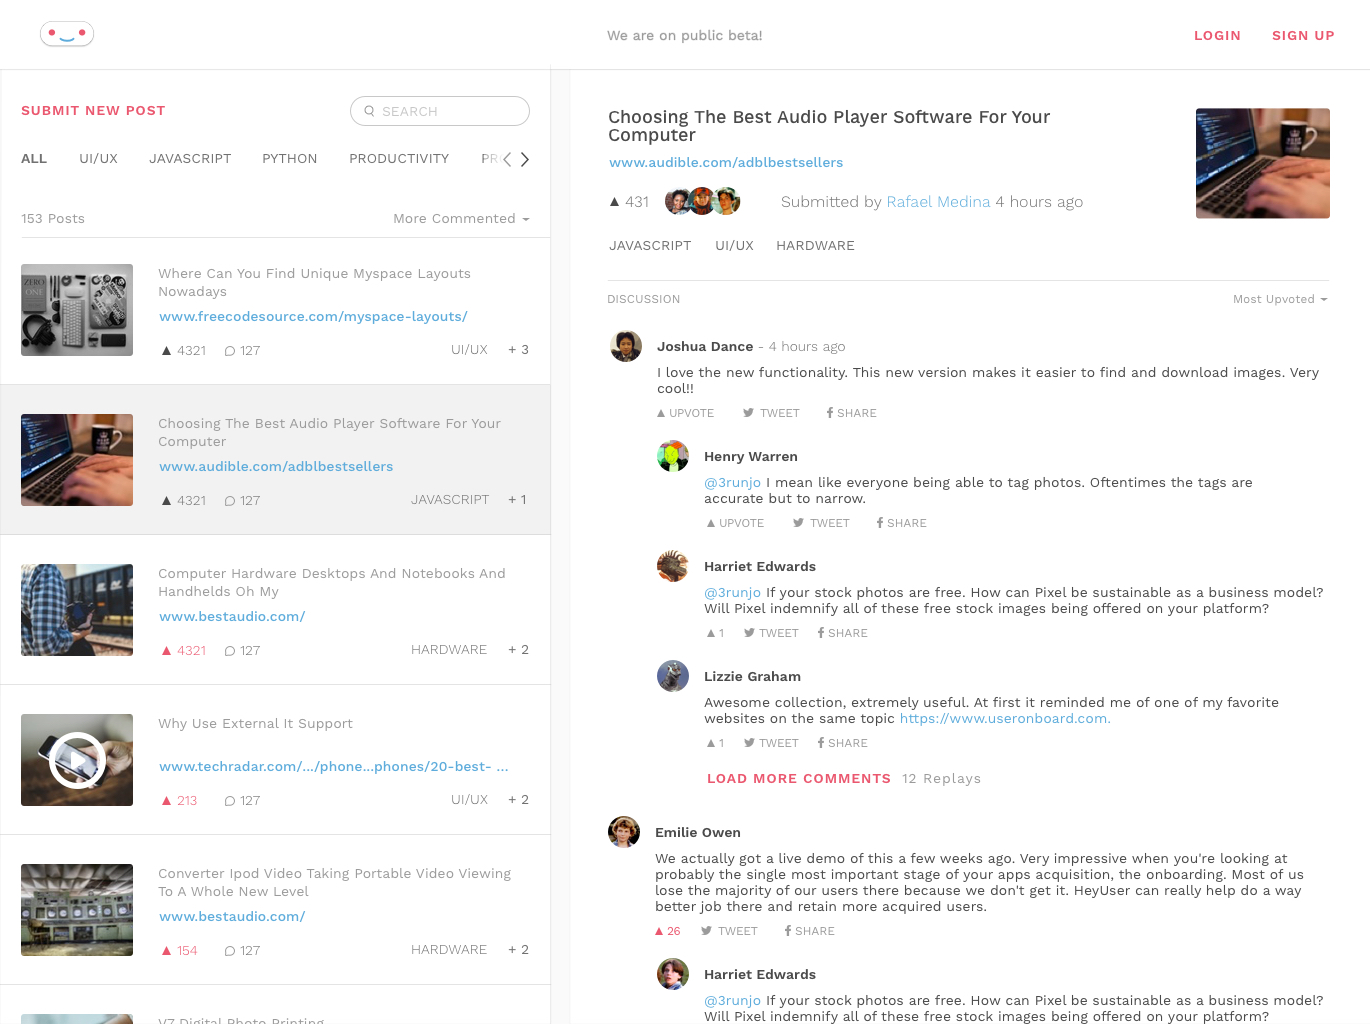 We are on public beta!
LOGIN
SIGN UP
SUBMIT NEW POST
SEARCH
ALL
UI/UX
JAVASCRIPT
PYTHON
PRODUCTIVITY
153 Posts
More Commented
Where Can You Find Unique Myspace Layouts
Nowadays
www.freecodesource.com/myspace-layouts/
4321
127
UI/UX
+ 3
Choosing The Best Audio Player Software For Your
Computer
www.audible.com/adblbestsellers
4321
127
JAVASCRIPT
+ 1
Computer Hardware Desktops And Notebooks And
Handhelds Oh My
www.bestaudio.com/
4321
127
HARDWARE
+ 2
Why Use External It Support
www.techradar.com/.../phone...phones/20-best- ...
213
127
UI/UX
+ 2
Converter Ipod Video Taking Portable Video Viewing
To A Whole New Level
www.bestaudio.com/
154
127
HARDWARE
+ 2
V7 Digital Photo Printing
Choosing The Best Audio Player Software For Your
Computer
www.audible.com/adblbestsellers
431
Submitted by Rafael Medina 4 hours ago
JAVASCRIPT
UI/UX
HARDWARE
DISCUSSION
Most Upvoted
Joshua Dance - 4 hours ago
I love the new functionality. This new version makes it easier to find and download images. Very
cool!!
UPVOTE
TWEET
SHARE
Henry Warren
@3runjo I mean like everyone being able to tag photos. Oftentimes the tags are
accurate but to narrow.
UPVOTE
TWEET
SHARE
Harriet Edwards
@3runjo If your stock photos are free. How can Pixel be sustainable as a business model?
Will Pixel indemnify all of these free stock images being offered on your platform?
1
TWEET
SHARE
Lizzie Graham
Awesome collection, extremely useful. At first it reminded me of one of my favorite
websites on the same topic https://www.useronboard.com.
1
TWEET
SHARE
LOAD MORE COMMENTS 12 Replays
Emilie Owen
We actually got a live demo of this a few weeks ago. Very impressive when you're looking at
probably the single most important stage of your apps acquisition, the onboarding. Most of us
lose the majority of our users there because we don't get it. HeyUser can really help do a way
better job there and retain more acquired users.
26
TWEET
SHARE
Harriet Edwards
@3runjo If your stock photos are free. How can Pixel be sustainable as a business model?
Will Pixel indemnify all of these free stock images being offered on your platform?